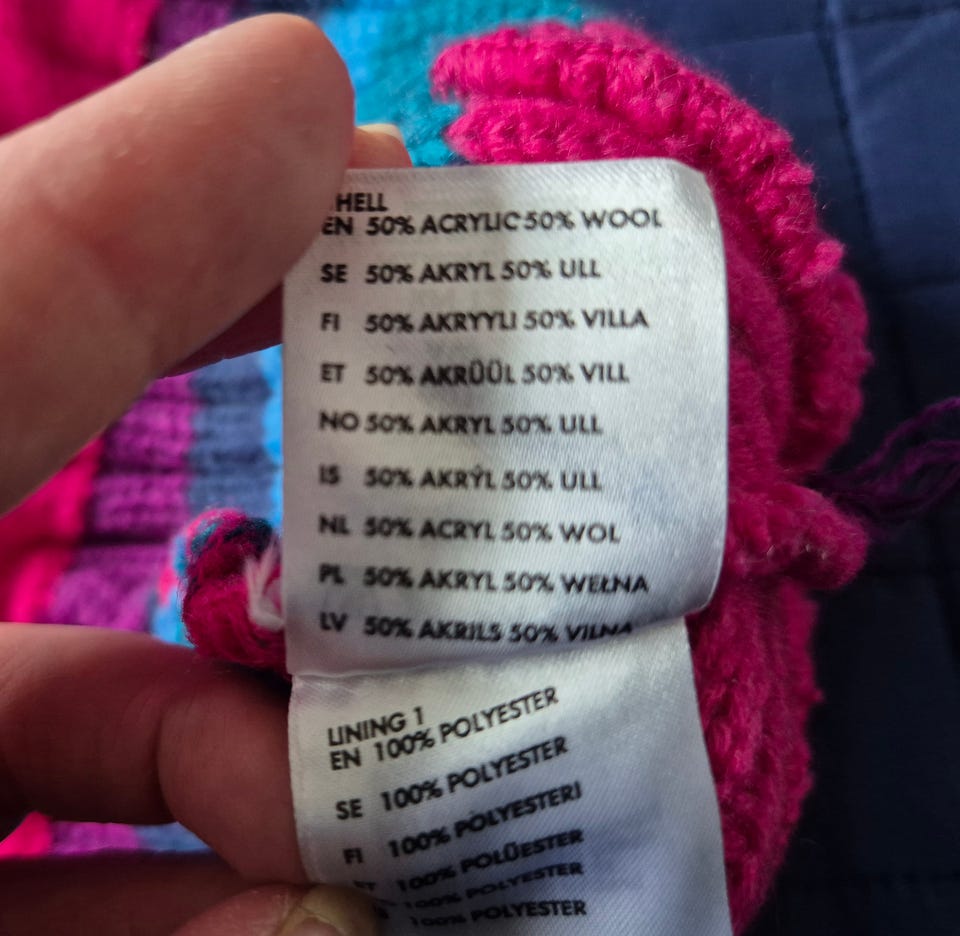 HELL
EN 50% ACRYLIC 50% WOOL
SE 50% AKRYL 50% ULL
FI 50% AKRYYLI 50% VILLA
ET 50% AKRÜÜL 50% VILL
NO 50% AKRYL 50% ULL
IS 50% AKRÝL 50% ULL
NL 50% ACRYL 50% WOL
PL 50% AKRYL 50% WEŁNA
LV 50% AKRILS 50% VILNA
LINING 1
EN 100% POLYESTER
SE 100% POLYESTER
FI 100% POLYESTERI
ET 100% POLÜESTER
100% POLYESTER
100% POLYESTER